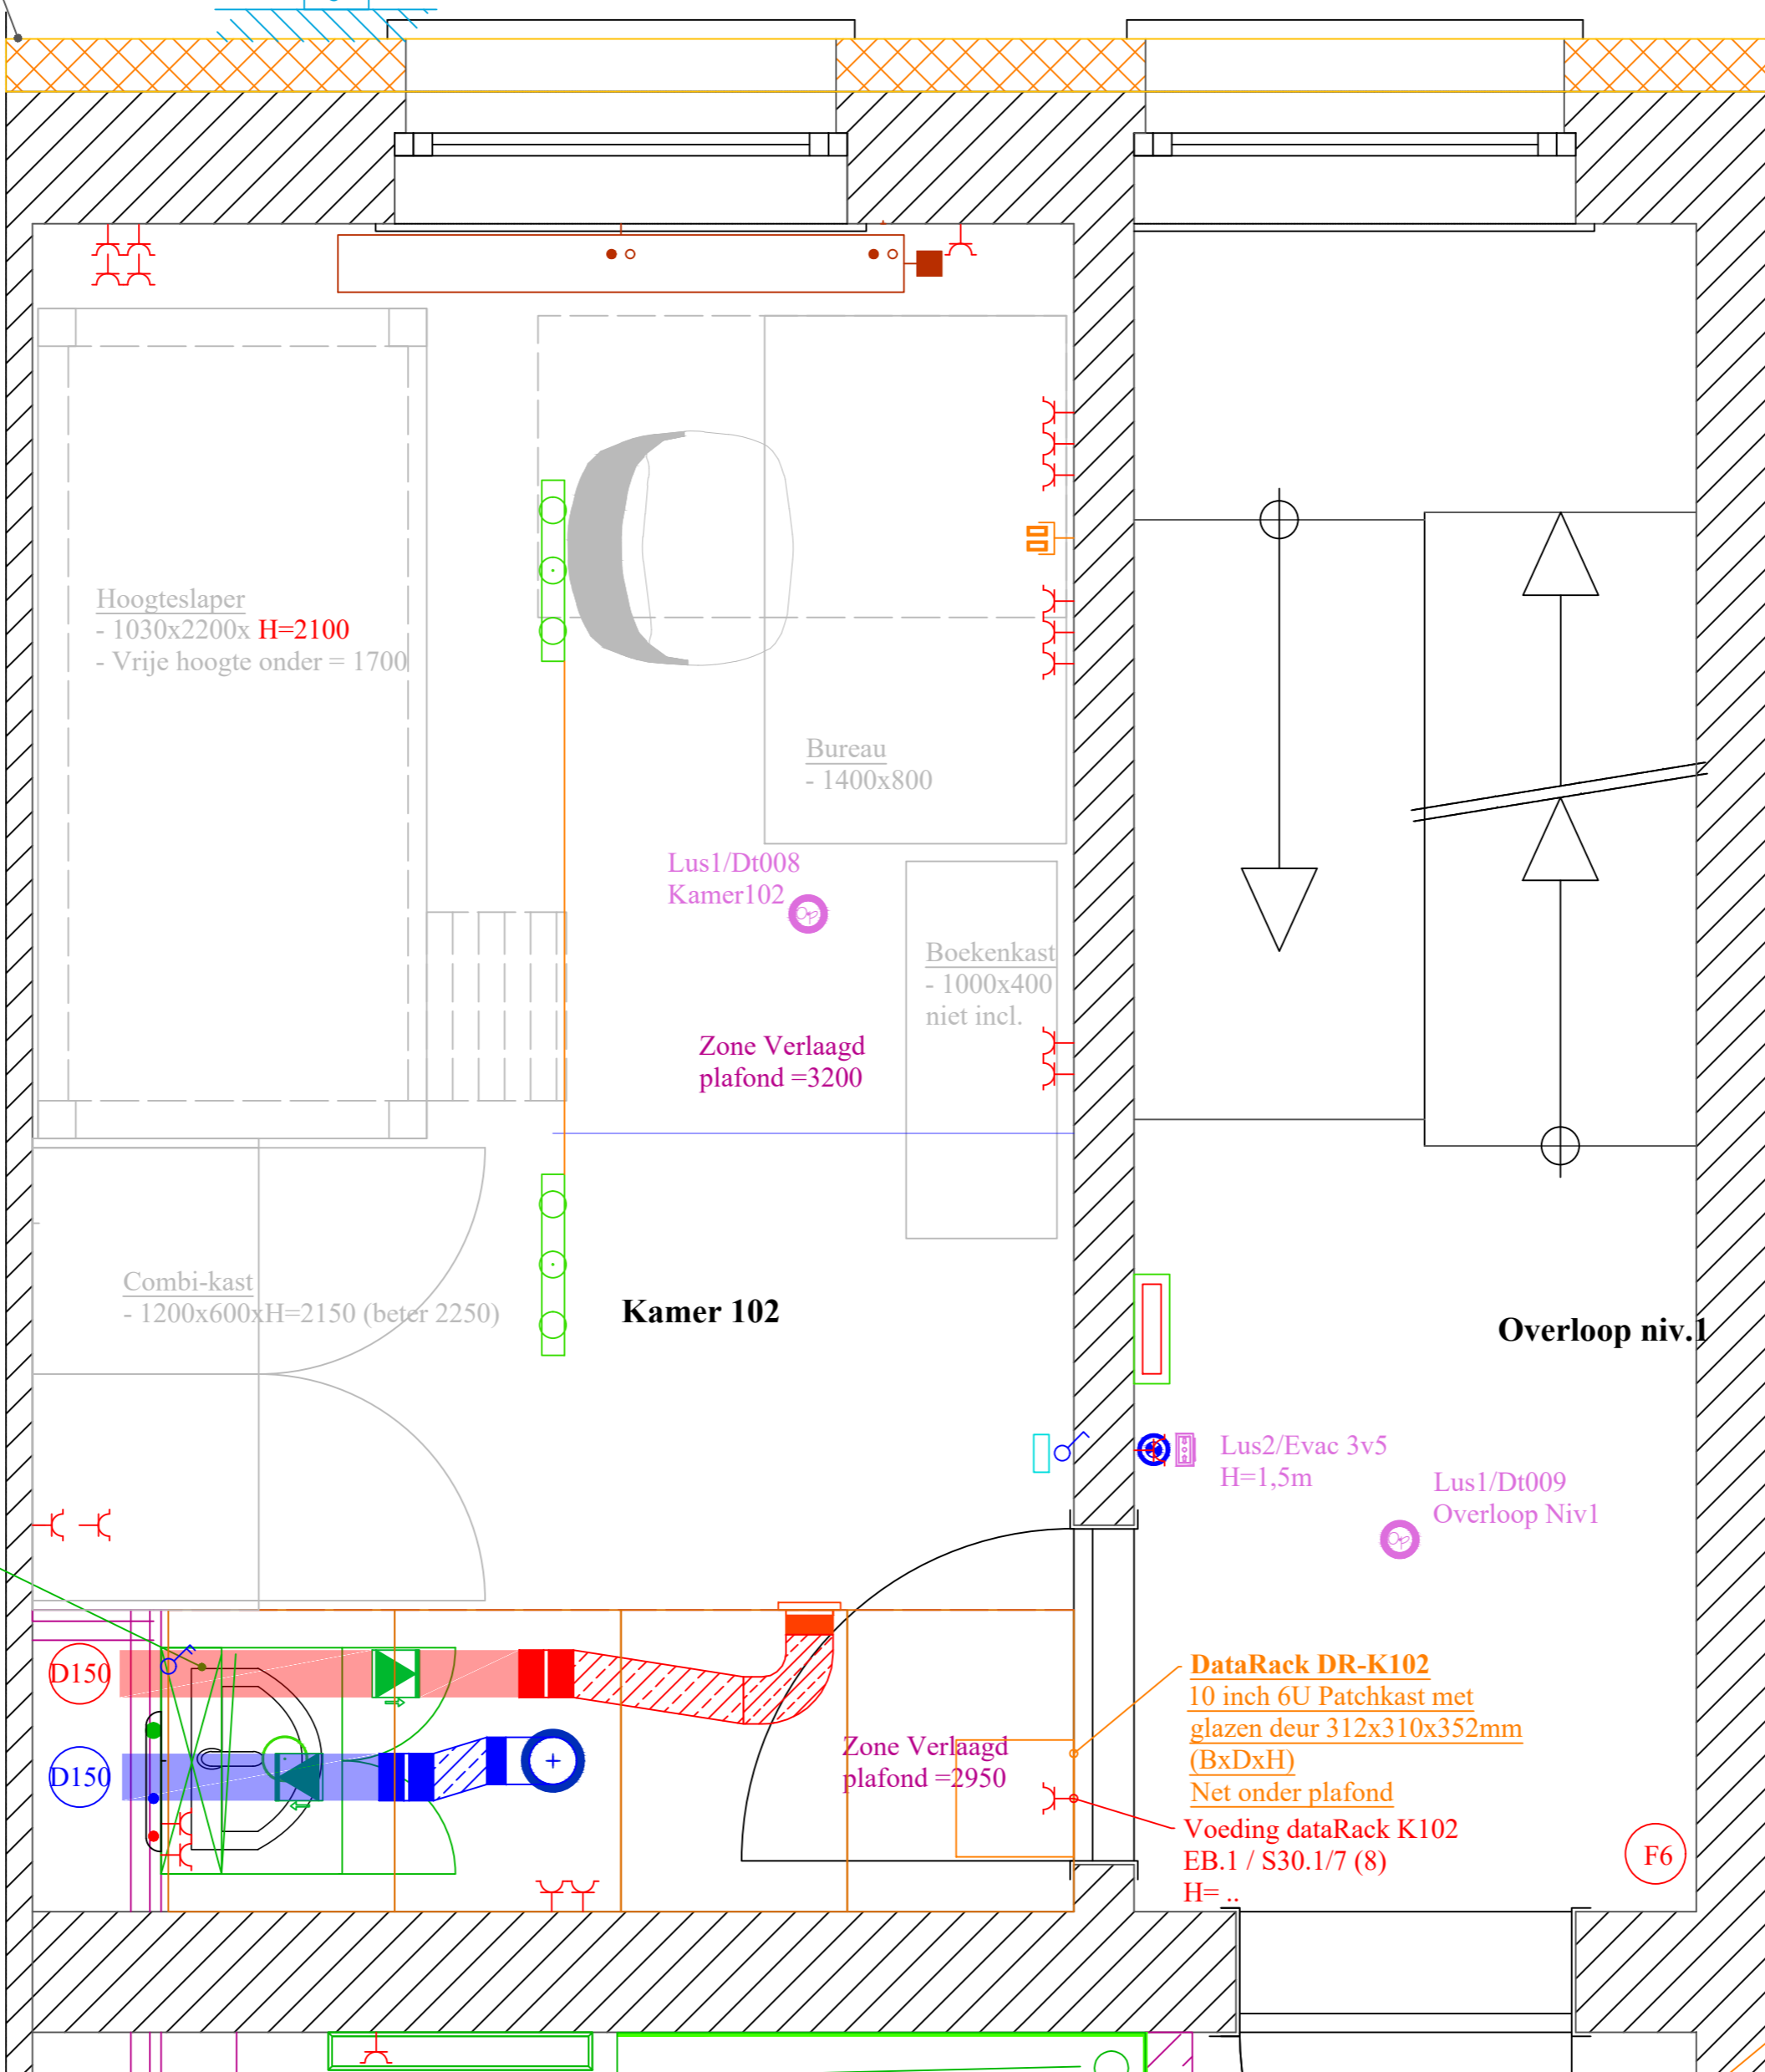 Hoogteslaper
- 1030x2200x H=2100
- Vrije hoogte onder = 1700
Bureau
- 1400x800
Lus1/Dt008
Kamer102
Boekenkast
- 1000x400
niet incl.
Zone Verlaagd
plafond =3200
Combi-kast
- 1200x600xH=2150 (beter 2250)
Kamer 102
Overloop niv.1
Lus2/Evac 3v5
H=1,5m
Lus1/Dt009
Overloop Niv1
D150
D150
Zone Verlaagd
plafond =2950
DataRack DR-K102
10 inch 6U Patchkast met
glazen deur 312x310x352mm
(BxDxH)
Net onder plafond
Voeding dataRack K102
EB.1 / S30.1/7 (8)
H= ..
F6